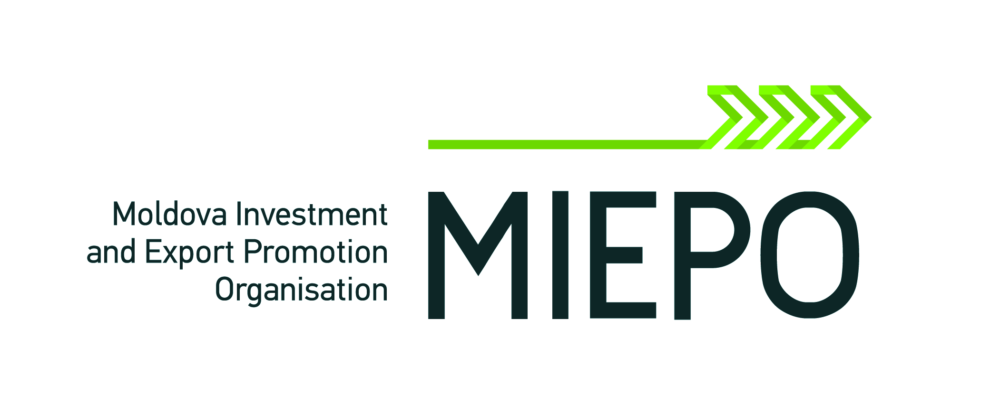 Moldova Investment
and Export Promotion
Organisation
MIEPO